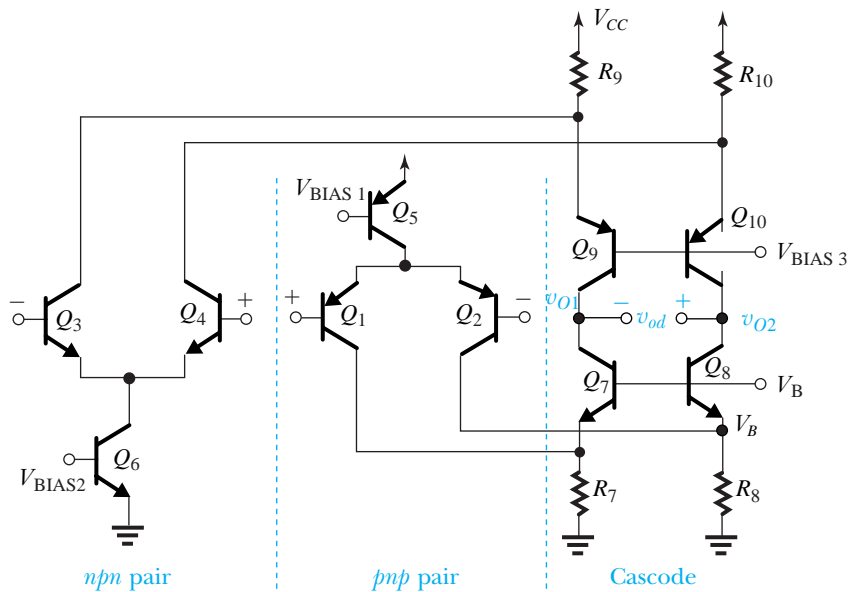 V_CC
R_9
R_10
V_BIAS 1
Q_5
Q_10
Q_9
V_BIAS 3
−
Q_3
Q_4
+
+
Q_1
Q_2
−
v_O1
−
v_od
+
v_O2
Q_7
Q_8
V_B
V_B
V_BIAS2
Q_6
R_7
R_8
npn pair
pnp pair
Cascode